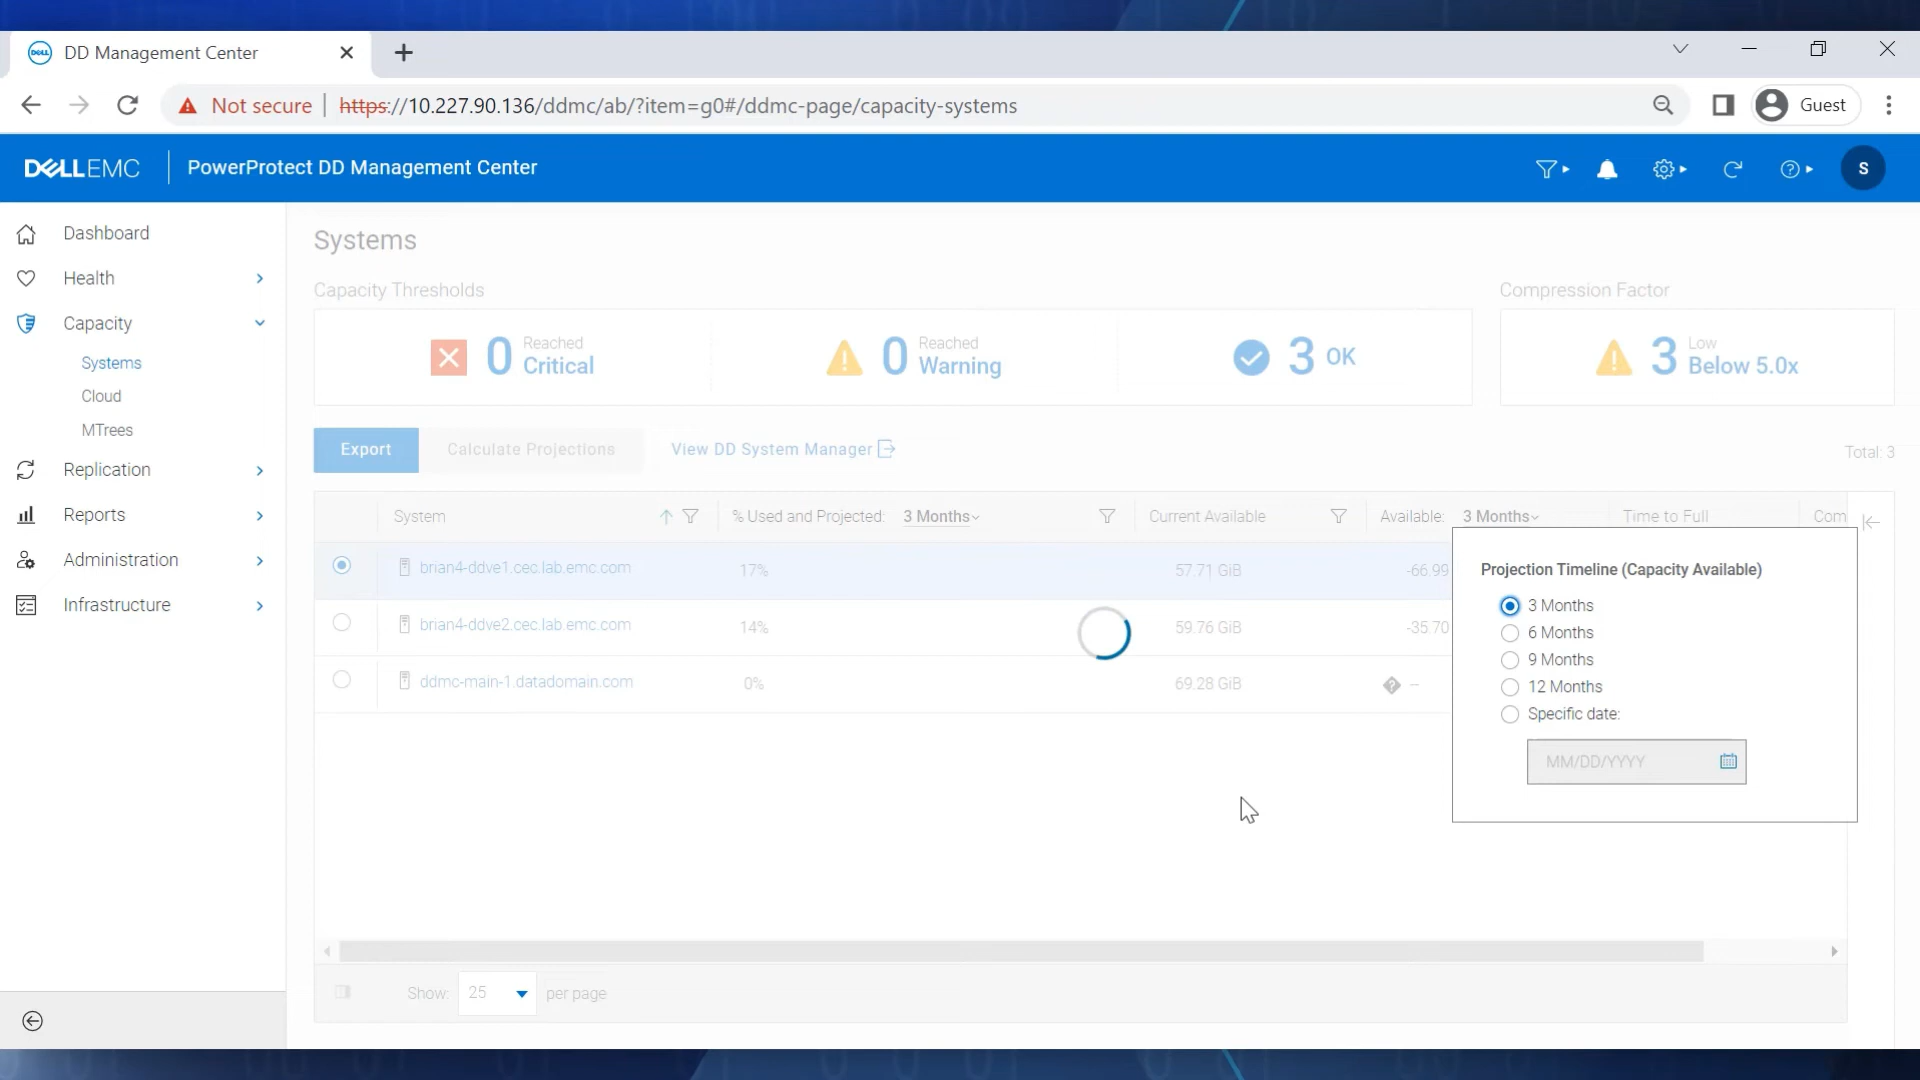 DD Management Center
Not secure https://10.227.90.136/ddmc/ab/?item=g0#/ddmc-page/capacity-systems Guest
DELL EMC PowerProtect DD Management Center S
Dashboard
Health
Capacity
Systems
Cloud
MTrees
Replication
Reports
Administration
Infrastructure
Systems
Capacity Thresholds
0 Reached Critical
0 Reached Warning
3 OK
Compression Factor
3 Low Below 5.0x
Export Calculate Projections View DD System Manager Total: 3
System % Used and Projected: 3 Months Current Available Available: 3 Months Time to Full Com
brian4-ddve1.cec.lab.emc.com 17% 57.71 GiB -66.99
brian4-ddve2.cec.lab.emc.com 14% 59.76 GiB -35.70
ddmc-main-1.datadomain.com 0% 69.28 GiB --
Projection Timeline (Capacity Available)
3 Months
6 Months
9 Months
12 Months
Specific date:
MM/DD/YYYY
Show: 25 per page